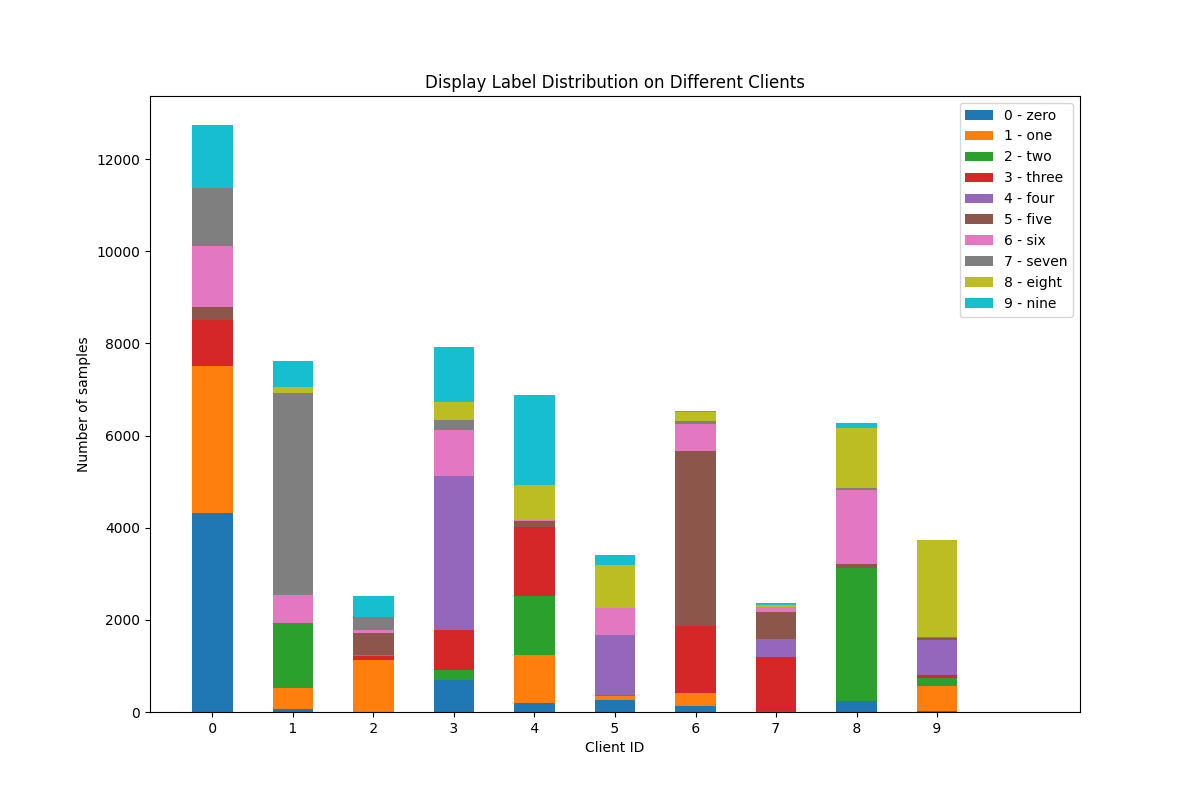 Display Label Distribution on Different Clients
12000
10000
8000
6000
4000
2000
0
Number of samples
0 - zero
1 - one
2 - two
3 - three
4 - four
5 - five
6 - six
7 - seven
8 - eight
9 - nine
0 1 2 3 4 5 6 7 8 9
Client ID